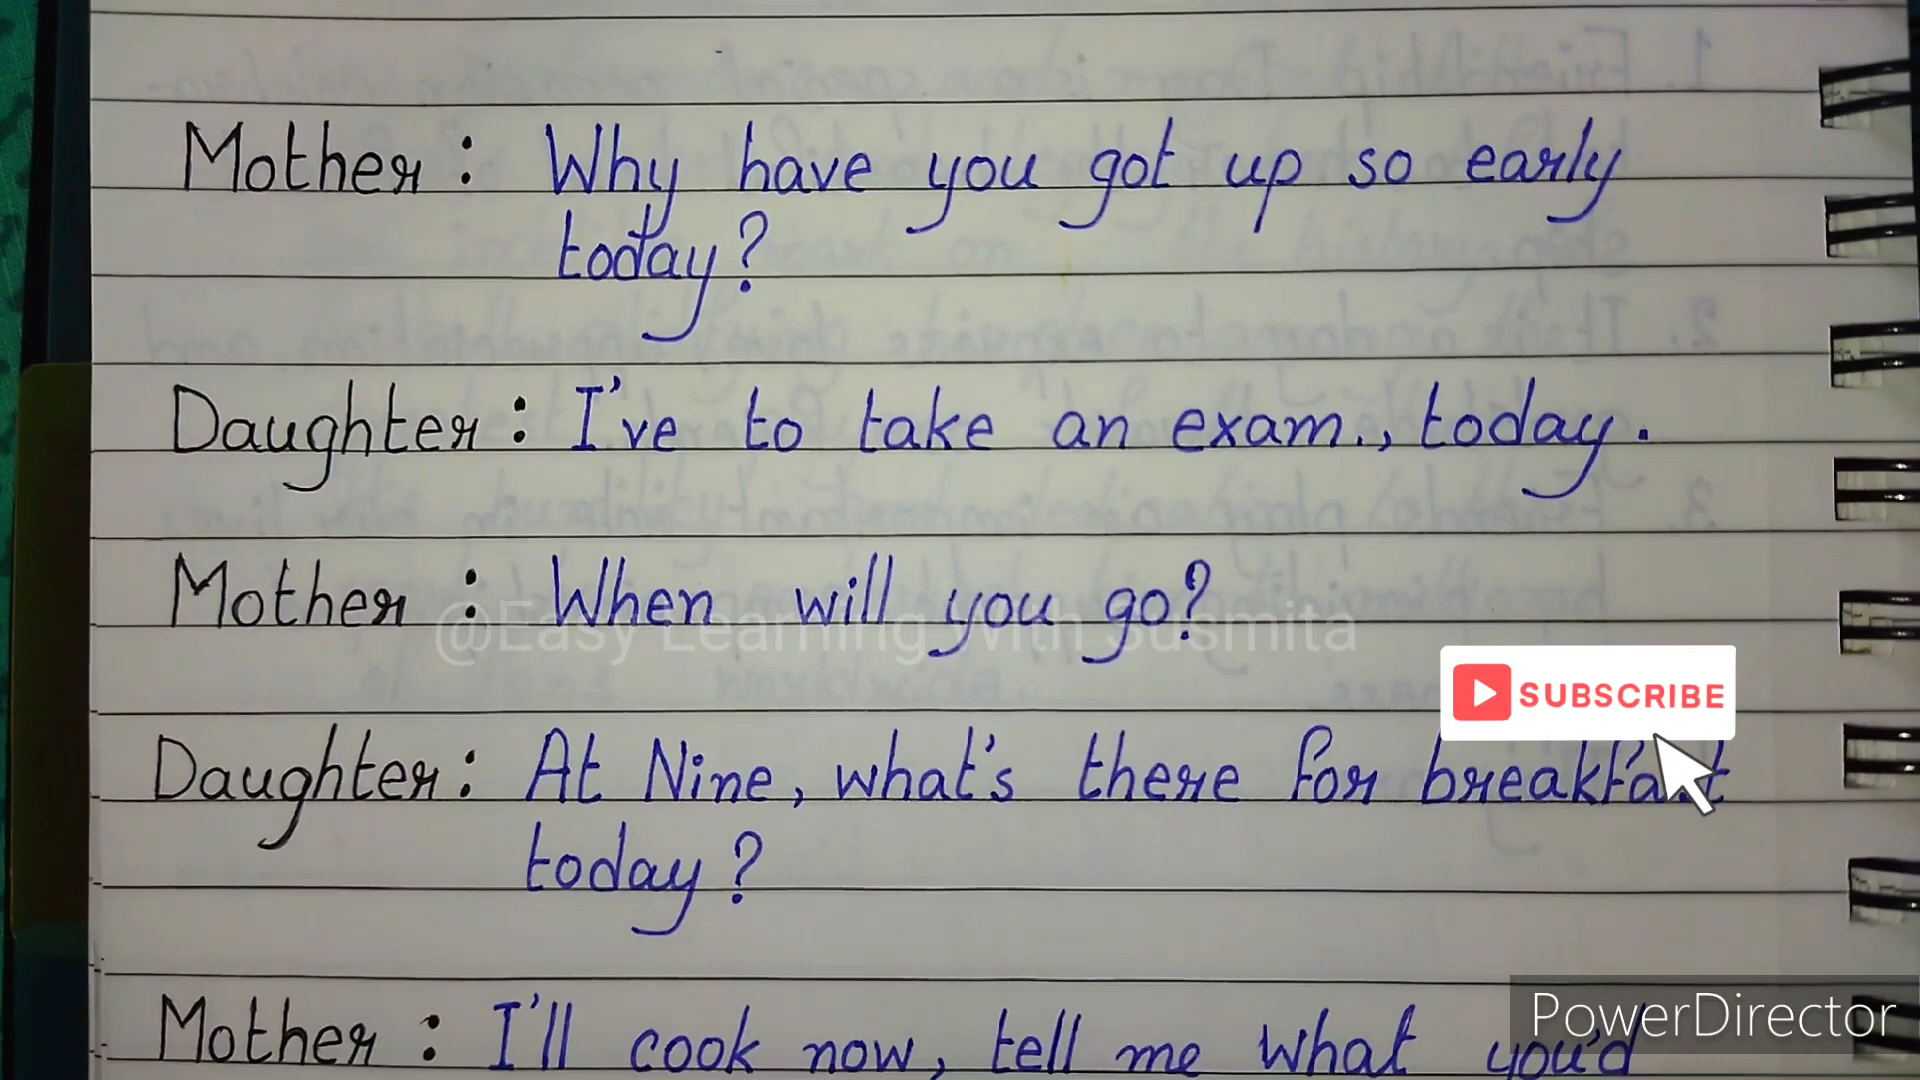 Mother : Why have you got up so early
today?
Daughter : I've to take an exam., today.
Mother : When will you go?
@Easy Learning With Susmita
SUBSCRIBE
Daughter : At Nine, what's there for breakfast
today?
Mother : I'll cook now, tell me what you'd
PowerDirector